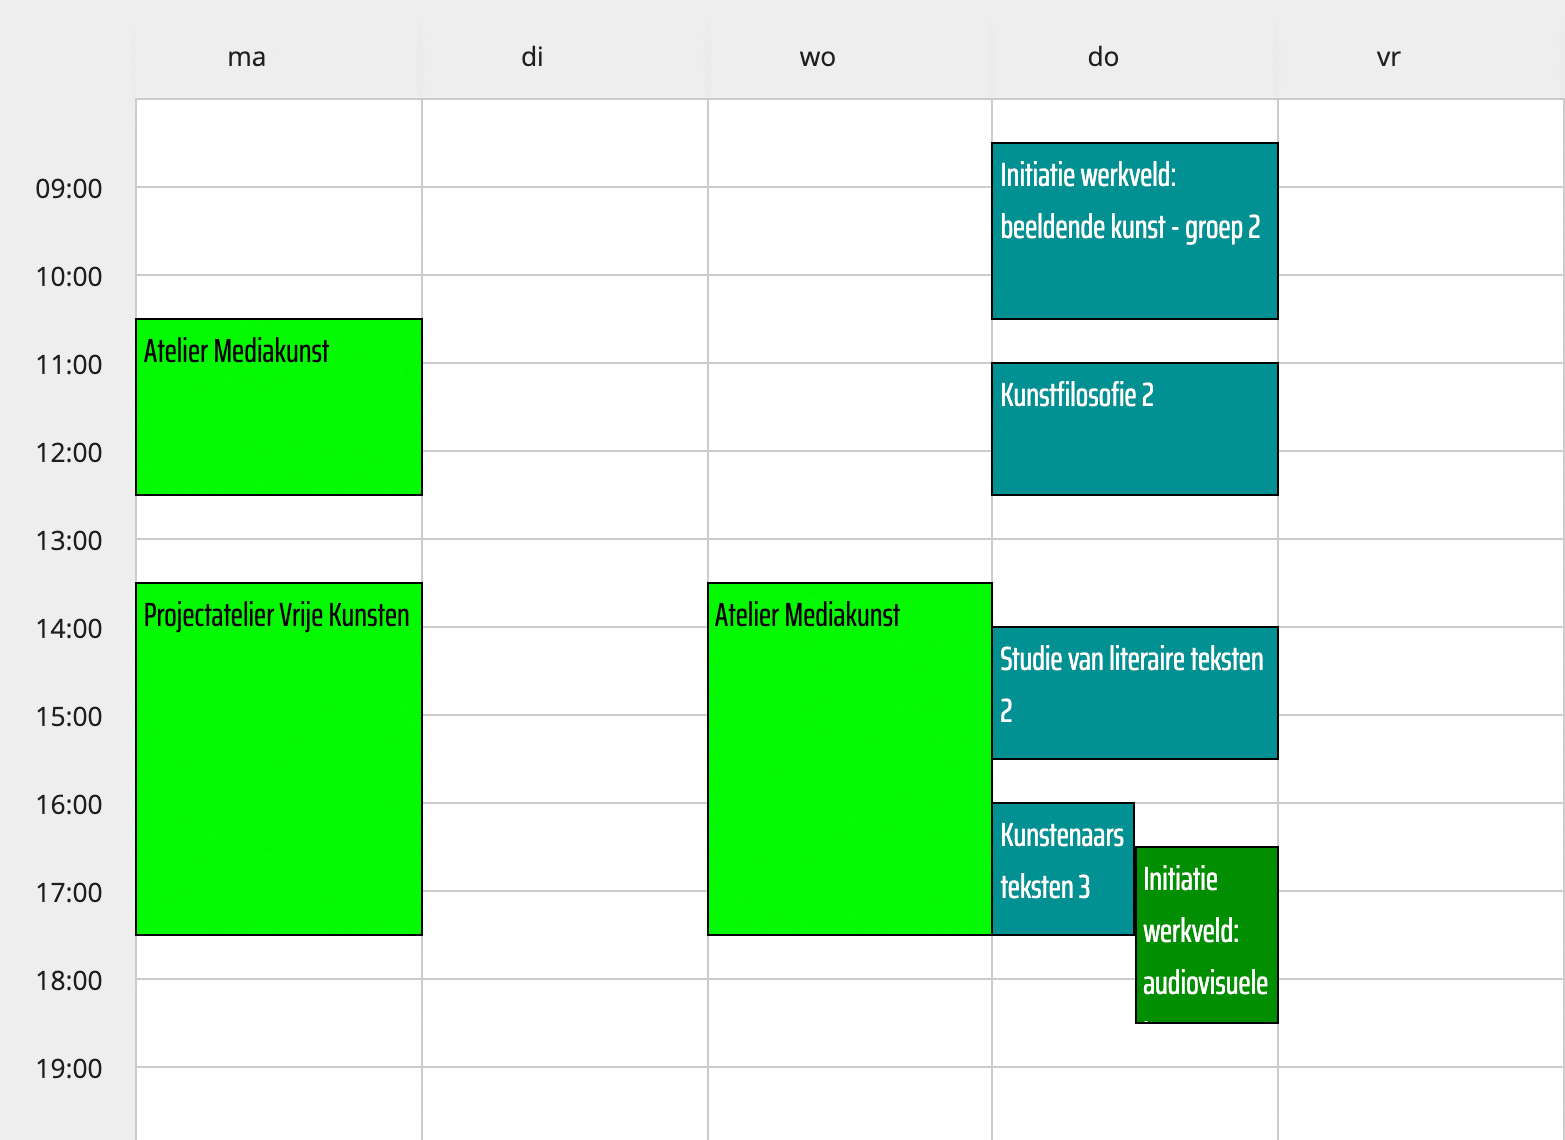 ma di wo do vr
09:00
10:00
11:00
12:00
13:00
14:00
15:00
16:00
17:00
18:00
19:00
Atelier Mediakunst
Projectatelier Vrije Kunsten
Atelier Mediakunst
Initiatie werkveld:
beeldende kunst - groep 2
Kunstfilosofie 2
Studie van literaire teksten
2
Kunstenaars
teksten 3
Initiatie
werkveld:
audiovisuele